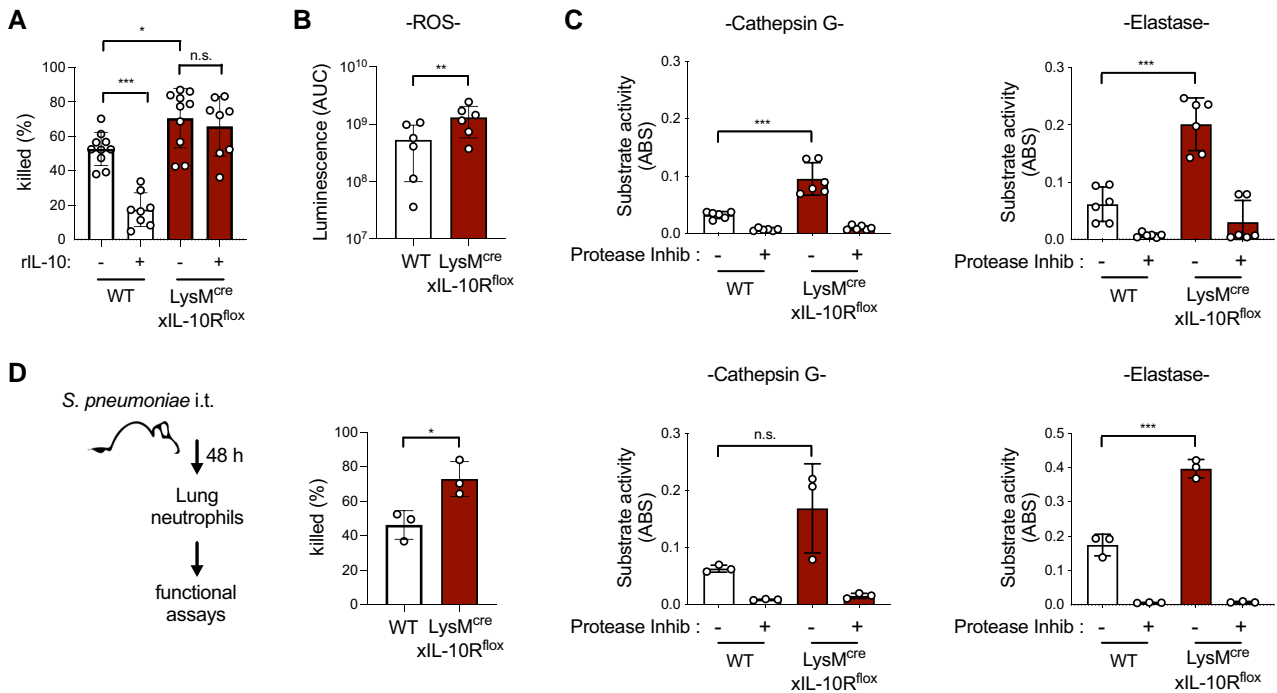 A
killed (%)
100
80
60
40
20
0
*
***
n.s.
rIL-10: - + - +
WT
LysMcre
xIL-10Rflox
B
-ROS-
Luminescence (AUC)
10^10
10^9
10^8
10^7
**
WT LysMcre
xIL-10Rflox
C
-Cathepsin G-
Substrate activity
(ABS)
0.3
0.2
0.1
0.0
***
Protease Inhib : - + - +
WT
LysMcre
xIL-10Rflox
-Elastase-
Substrate activity
(ABS)
0.3
0.2
0.1
0.0
***
Protease Inhib : - + - +
WT
LysMcre
xIL-10Rflox
D
S. pneumoniae i.t.
48 h
Lung
neutrophils
functional
assays
killed (%)
100
80
60
40
20
0
*
WT LysMcre
xIL-10Rflox
-Cathepsin G-
Substrate activity
(ABS)
0.3
0.2
0.1
0.0
n.s.
Protease Inhib : - + - +
WT
LysMcre
xIL-10Rflox
-Elastase-
Substrate activity
(ABS)
0.5
0.4
0.3
0.2
0.1
0.0
***
Protease Inhib : - + - +
WT
LysMcre
xIL-10Rflox